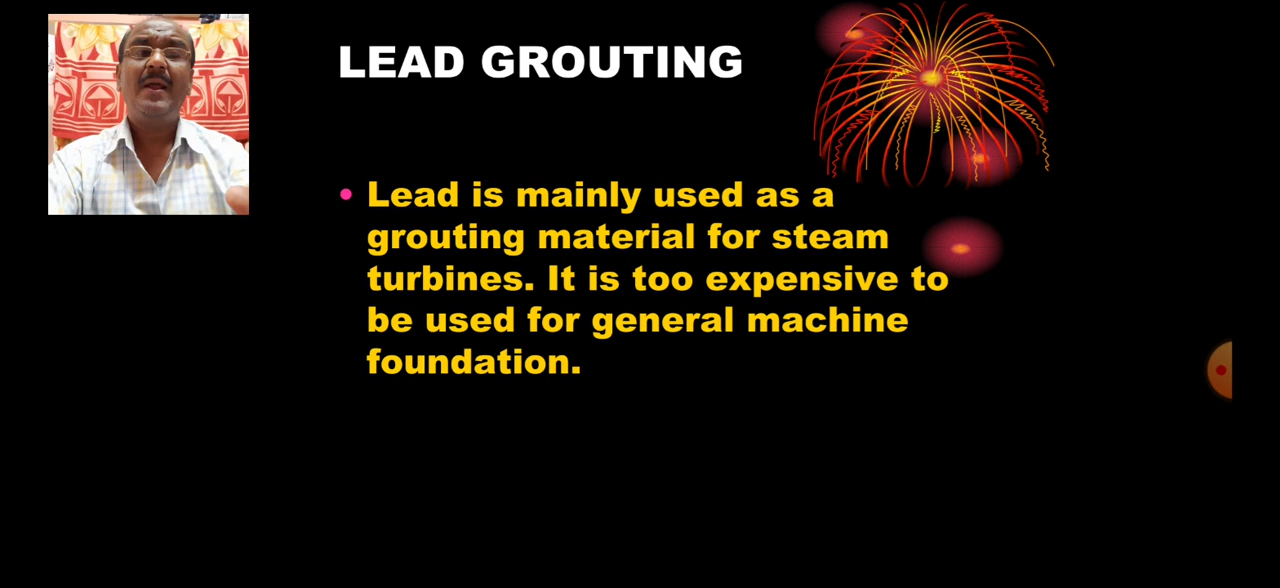 LEAD GROUTING
• Lead is mainly used as a
grouting material for steam
turbines. It is too expensive to
be used for general machine
foundation.